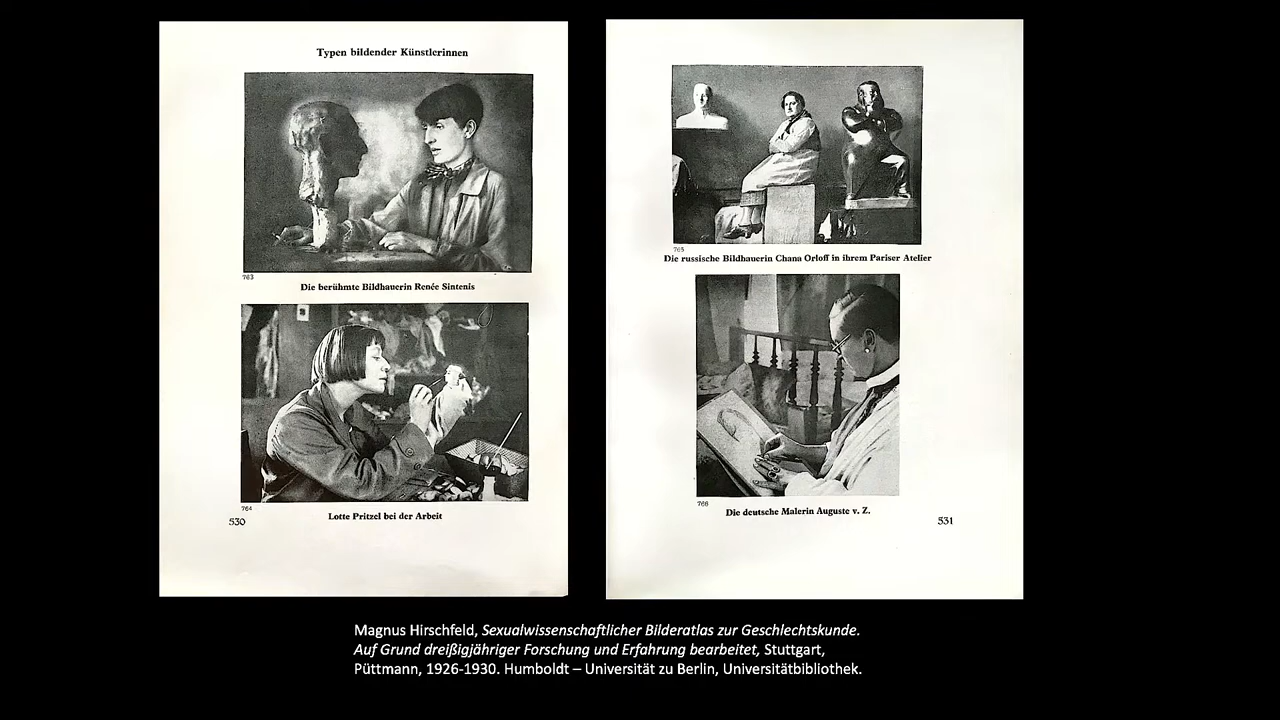 Typen bildender Künstlerinnen
763
Die berühmte Bildhauerin Renée Sintenis
764
Lotte Pritzel bei der Arbeit
530
765
Die russische Bildhauerin Chana Orloff in ihrem Pariser Atelier
766
Die deutsche Malerin Auguste v. Z.
531
Magnus Hirschfeld, Sexualwissenschaftlicher Bilderatlas zur Geschlechtskunde.
Auf Grund dreißigjähriger Forschung und Erfahrung bearbeitet, Stuttgart,
Püttmann, 1926-1930. Humboldt – Universität zu Berlin, Universitätbibliothek.